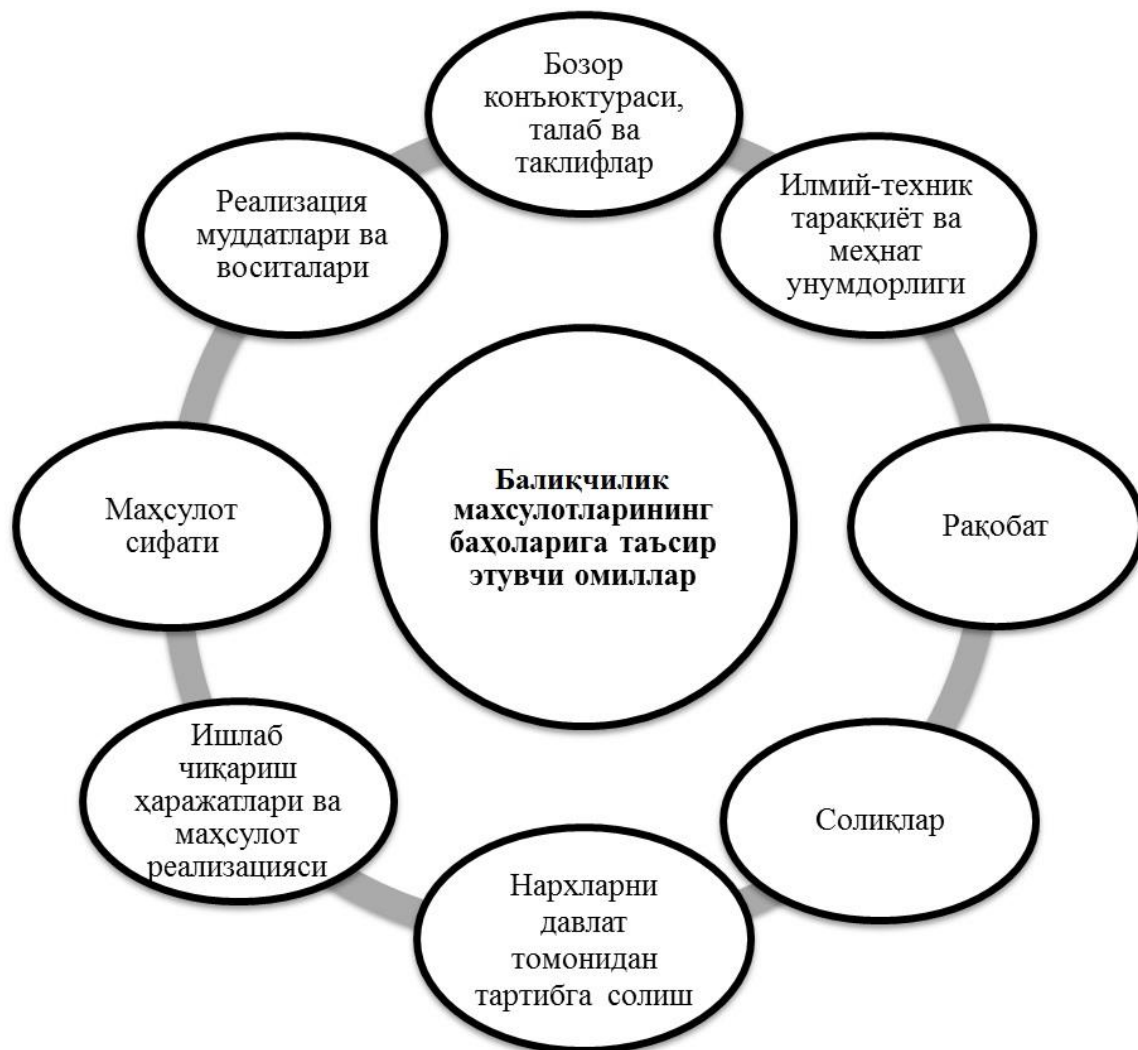 Бозор
конъюктураси,
талаб ва
таклифлар
Илмий-техник
тараққиёт ва
меҳнат
унумдорлиги
Рақобат
Солиқлар
Нархларни
давлат
томонидан
тартибга солиш
Ишлаб
чиқариш
ҳаражатлари ва
маҳсулот
реализацияси
Маҳсулот
сифати
Реализация
муддатлари ва
воситалари
Балиқчилик
махсулотларининг
баҳоларига таъсир
этувчи омиллар